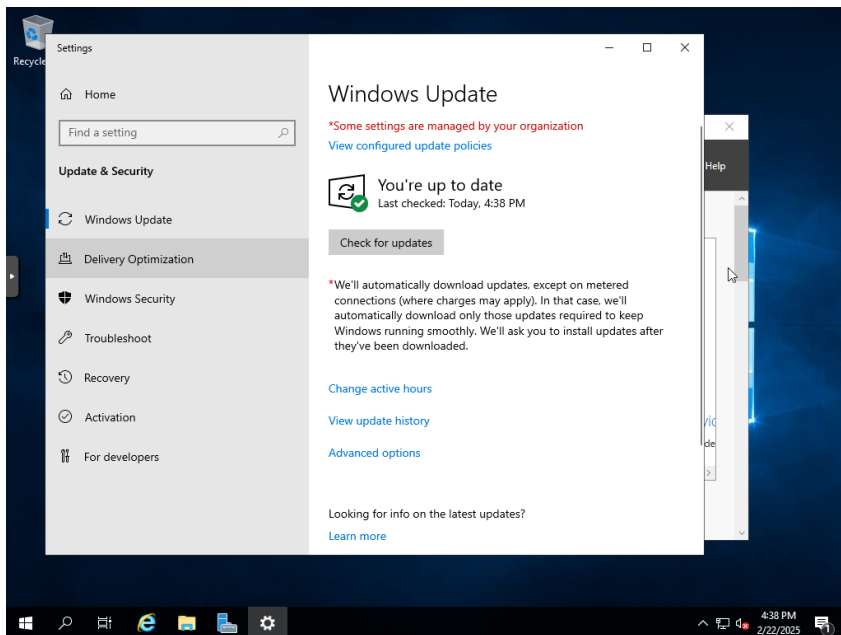 Recycle
Settings
Home
Find a setting
Update & Security
Windows Update
Delivery Optimization
Windows Security
Troubleshoot
Recovery
Activation
For developers
Windows Update
*Some settings are managed by your organization
View configured update policies
You're up to date
Last checked: Today, 4:38 PM
Check for updates
*We'll automatically download updates, except on metered
connections (where charges may apply). In that case, we'll
automatically download only those updates required to keep
Windows running smoothly. We'll ask you to install updates after
they've been downloaded.
Change active hours
View update history
Advanced options
Looking for info on the latest updates?
Learn more
Help
vic
de
4:38 PM
2/22/2025
1